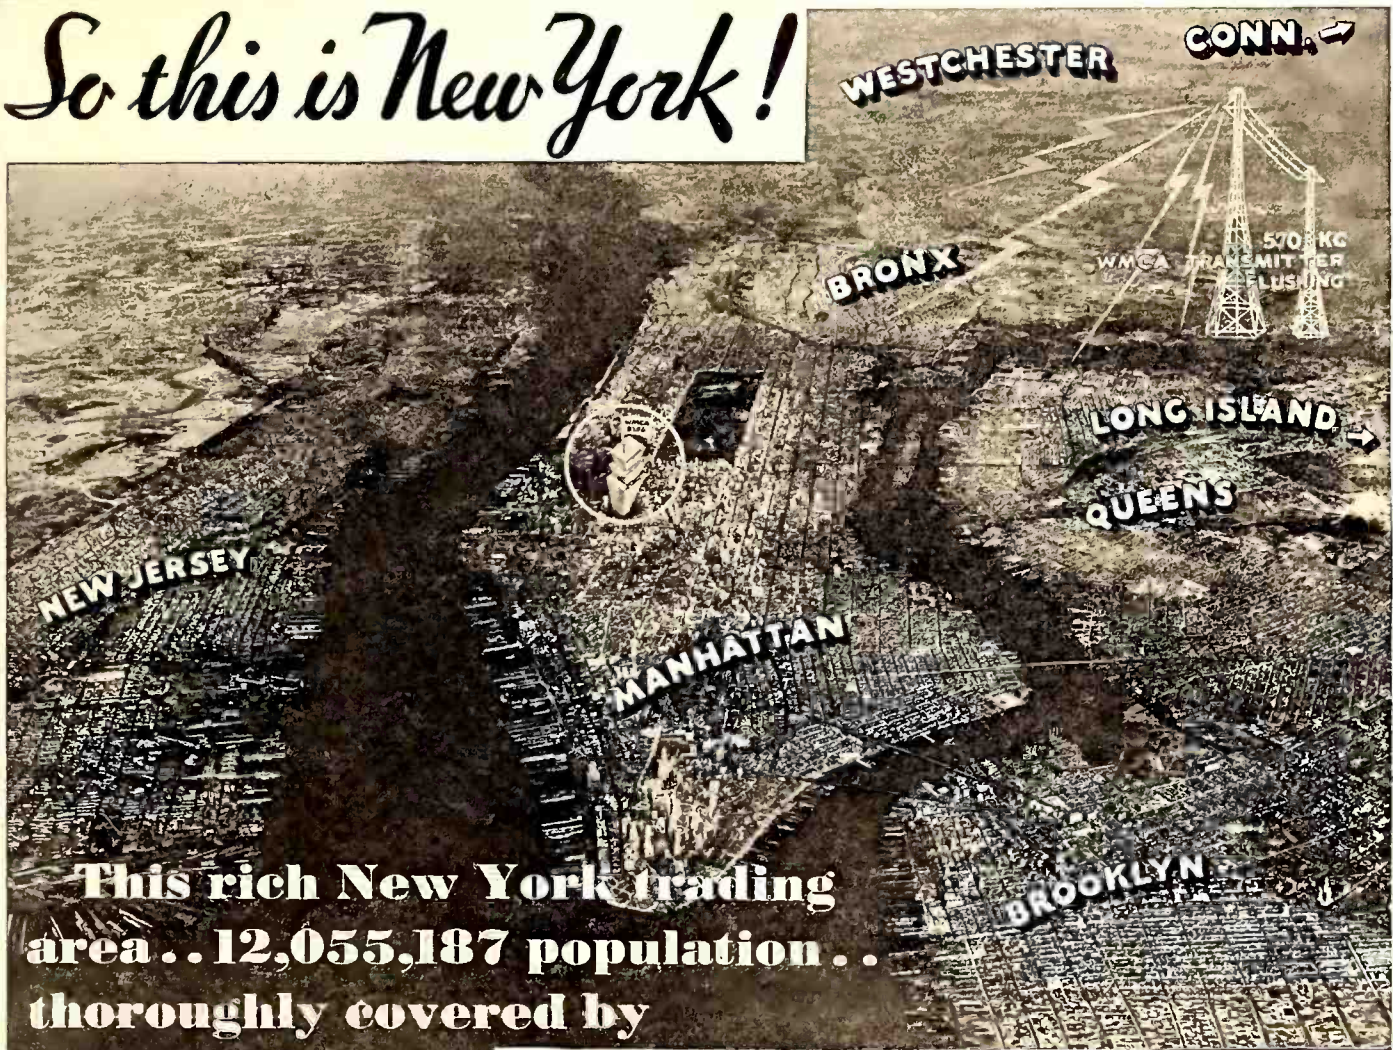 So this is New York!
WESTCHESTER
CONN.
570 KC
WMCA TRANSMITTER
FLUSHING
BRONX
WMCA
LONG ISLAND
QUEENS
NEW JERSEY
MANHATTAN
BROOKLYN
This rich New York trading
area..12,055,187 population..
thoroughly covered by